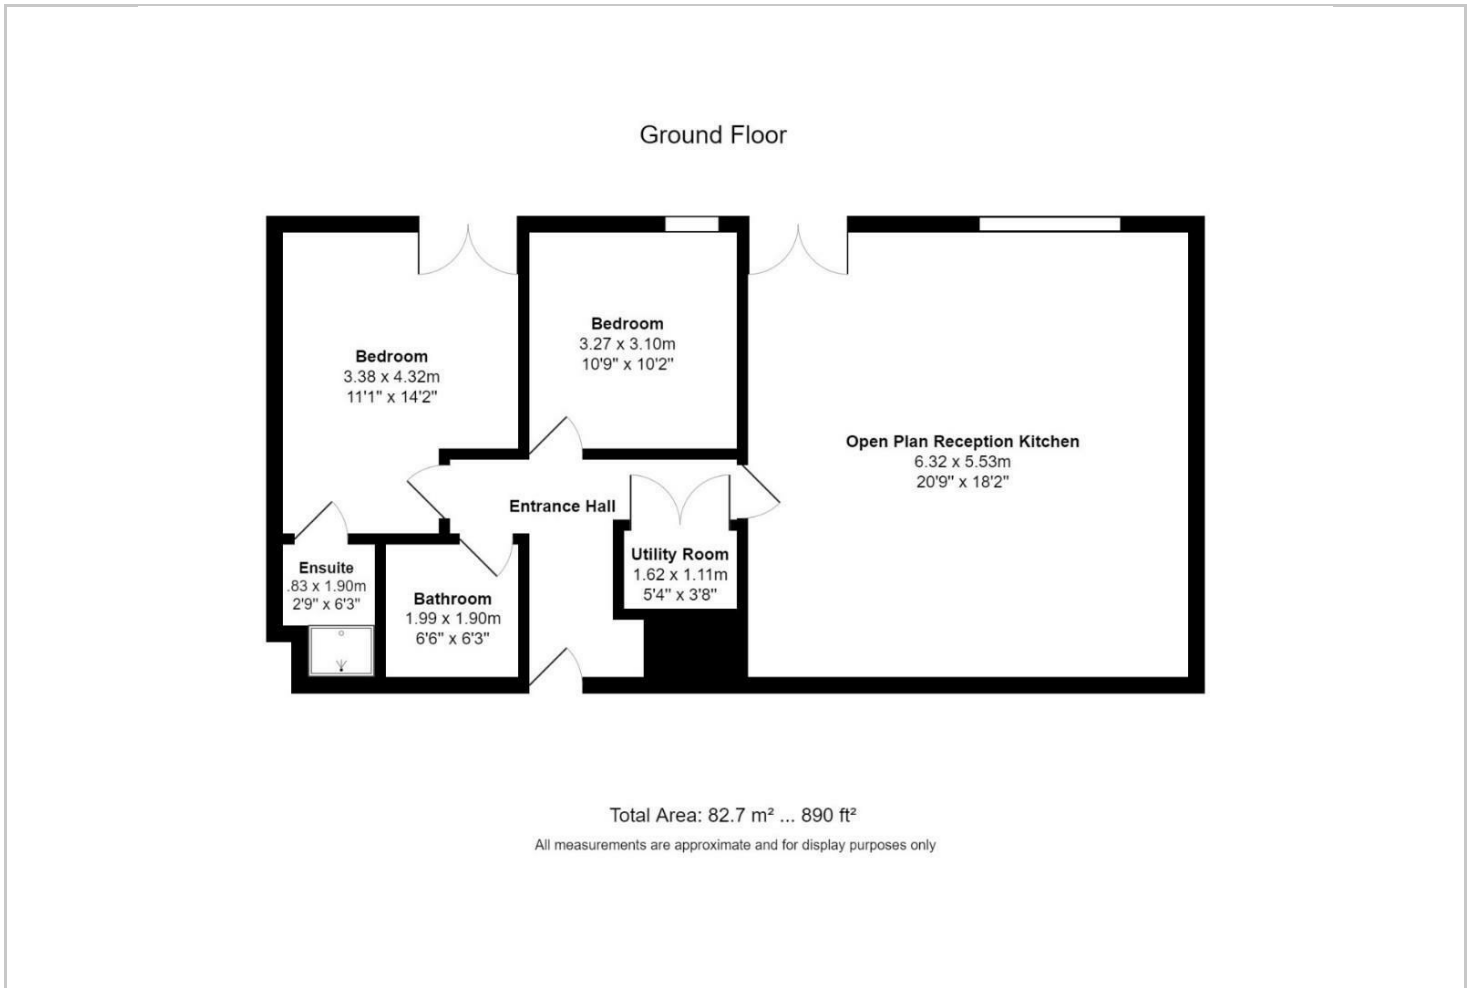 Ground Floor
Bedroom
3.38 x 4.32m
11'1" x 14'2"
Bedroom
3.27 x 3.10m
10'9" x 10'2"
Open Plan Reception Kitchen
6.32 x 5.53m
20'9" x 18'2"
Entrance Hall
Ensuite
.83 x 1.90m
2'9" x 6'3"
Bathroom
1.99 x 1.90m
6'6" x 6'3"
Utility Room
1.62 x 1.11m
5'4" x 3'8"
Total Area: 82.7 m² ... 890 ft²
All measurements are approximate and for display purposes only